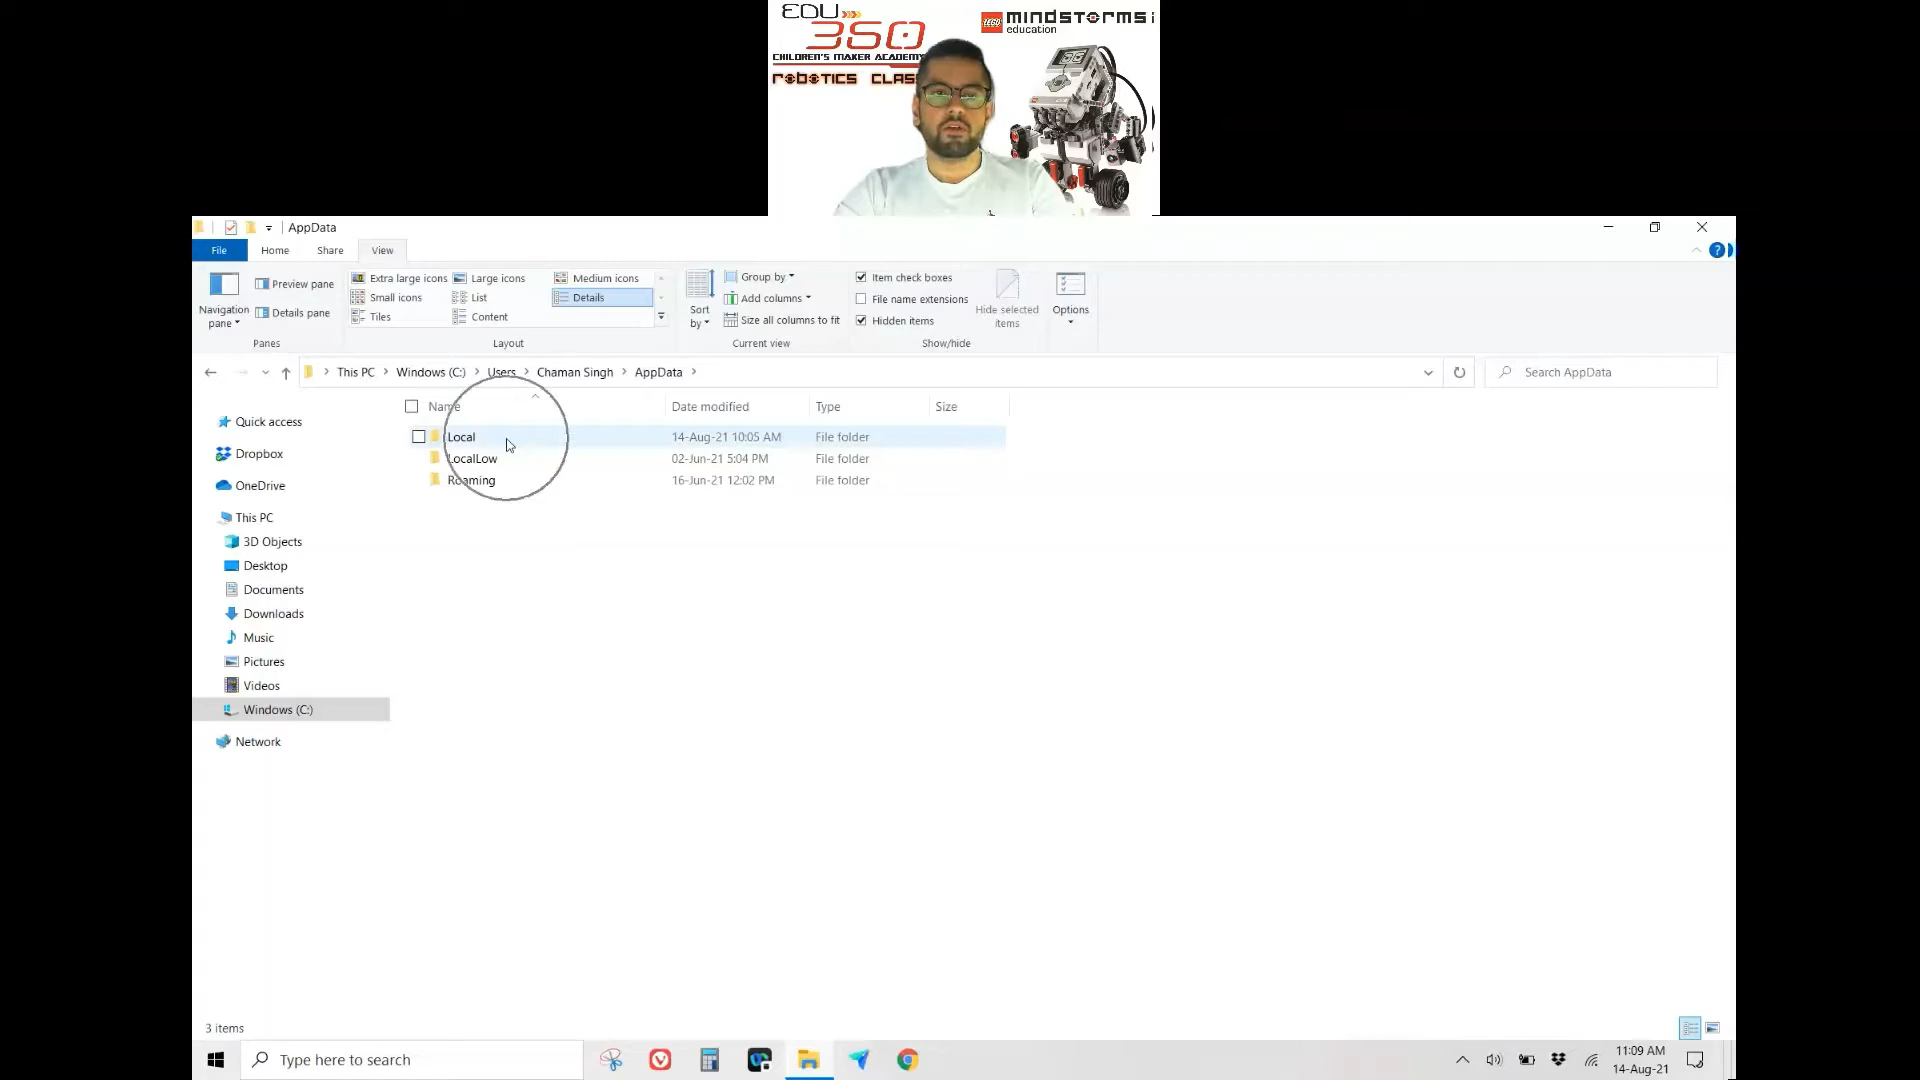 EDU
360
CHILDREN'S MAKER ACADEMY
ROBOTICS CLASS
LEGO mindstorms
education
AppData
File Home Share View
Navigation pane
Preview pane
Details pane
Panes
Extra large icons Large icons Medium icons
Small icons List Details
Tiles Content
Layout
Sort by
Group by
Add columns
Size all columns to fit
Current view
Item check boxes
File name extensions
Hidden items
Hide selected items
Show/hide
Options
This PC Windows (C:) Users Chaman Singh AppData
Search AppData
Name Date modified Type Size
Local 14-Aug-21 10:05 AM File folder
LocalLow 02-Jun-21 5:04 PM File folder
Roaming 16-Jun-21 12:02 PM File folder
Quick access
Dropbox
OneDrive
This PC
3D Objects
Desktop
Documents
Downloads
Music
Pictures
Videos
Windows (C:)
Network
3 items
Type here to search
11:09 AM
14-Aug-21